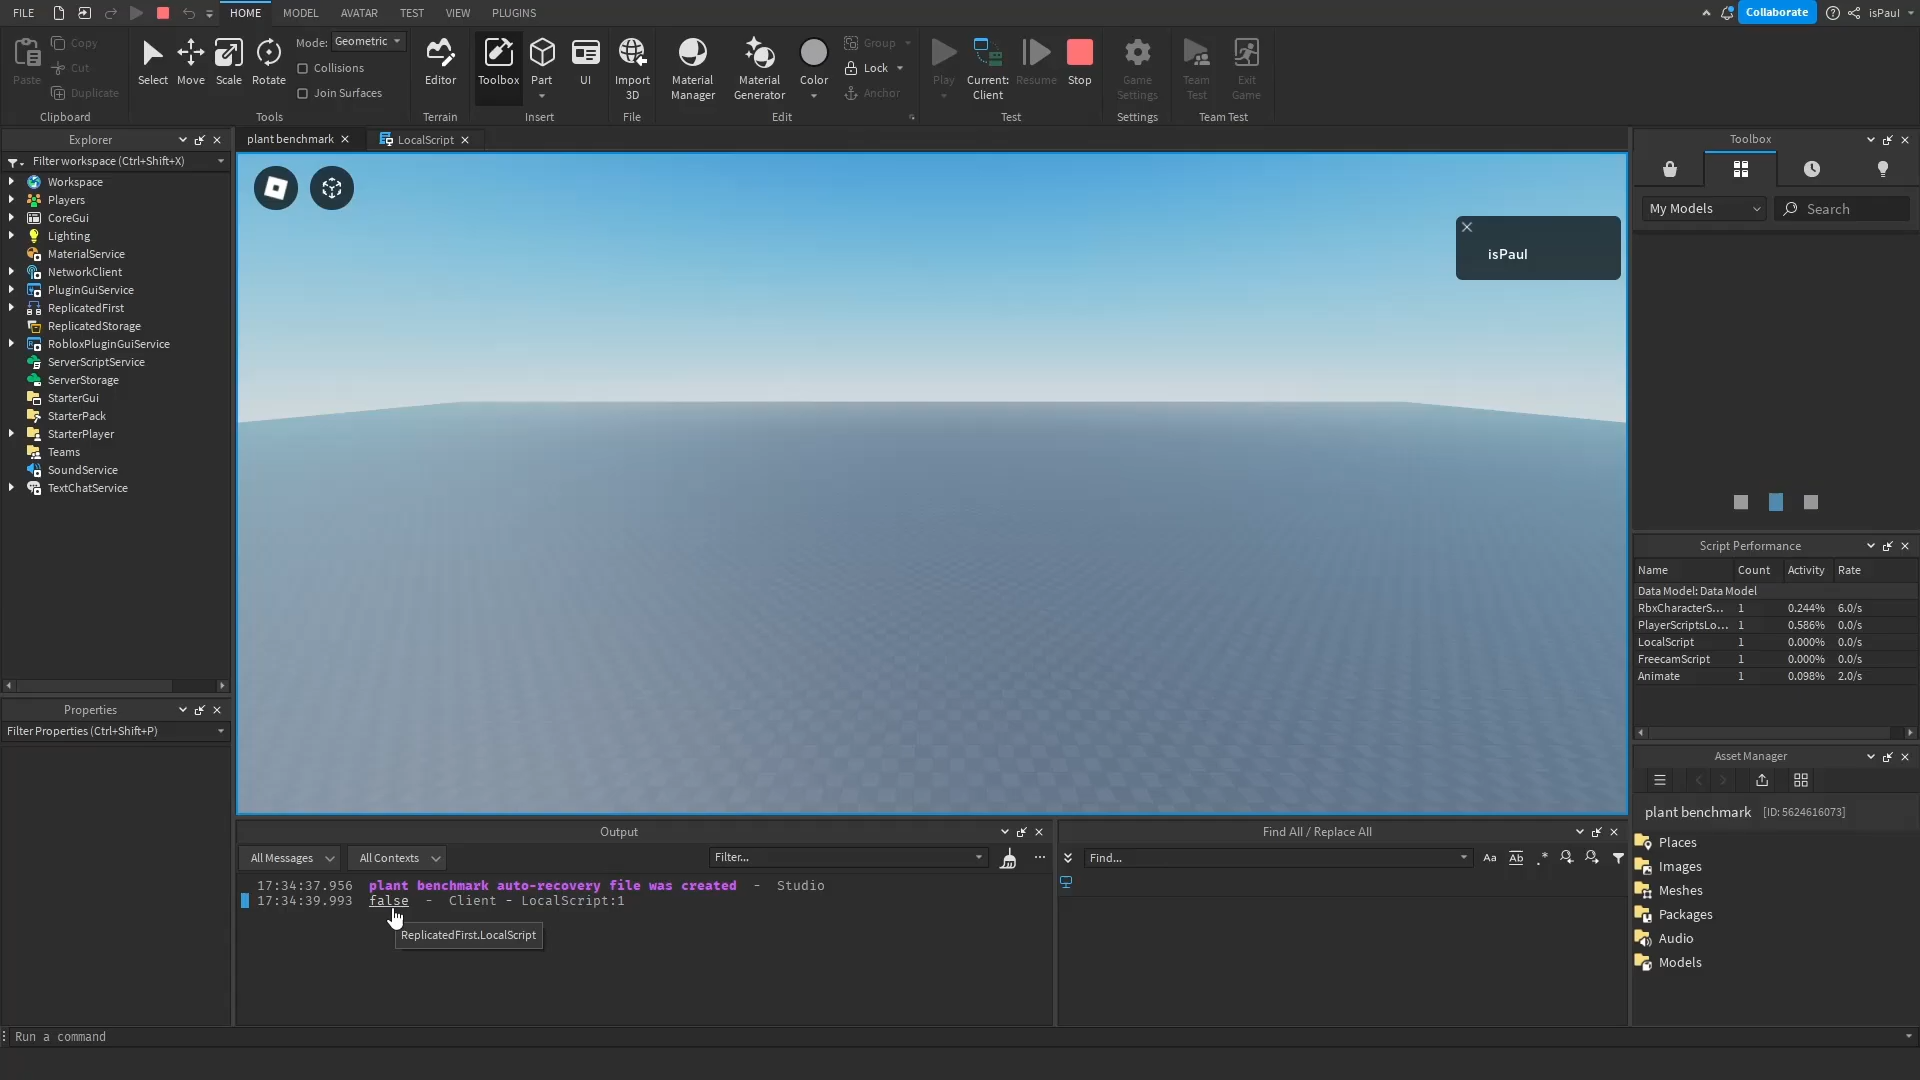 FILE HOME MODEL AVATAR TEST VIEW PLUGINS Collaborate isPaul
Paste Copy Cut Duplicate
Clipboard
Select Move Scale Rotate
Mode: Geometric
Collisions
Join Surfaces
Tools
Editor
Terrain
Toolbox Part UI
Insert
Import 3D
File
Material Manager Material Generator Color
Group
Lock
Anchor
Edit
Play Current: Client Resume Stop
Test
Game Settings
Settings
Team Test Exit Game
Team Test
Explorer
Filter workspace (Ctrl+Shift+X)
Workspace
Players
CoreGui
Lighting
MaterialService
NetworkClient
PluginGuiService
ReplicatedFirst
ReplicatedStorage
RobloxPluginGuiService
ServerScriptService
ServerStorage
StarterGui
StarterPack
StarterPlayer
Teams
SoundService
TextChatService
Properties
Filter Properties (Ctrl+Shift+P)
plant benchmark LocalScript
isPaul
Output
All Messages All Contexts Filter...
17:34:37.956 plant benchmark auto-recovery file was created - Studio
17:34:39.993 false - Client - LocalScript:1
ReplicatedFirst.LocalScript
Find All / Replace All
Find... Aa Ab .*
Toolbox
My Models Search
Script Performance
Name Count Activity Rate
Data Model: Data Model
RbxCharacterS... 1 0.244% 6.0/s
PlayerScriptsLo... 1 0.586% 0.0/s
LocalScript 1 0.000% 0.0/s
FreecamScript 1 0.000% 0.0/s
Animate 1 0.098% 2.0/s
Asset Manager
plant benchmark [ID: 5624616073]
Places
Images
Meshes
Packages
Audio
Models
Run a command